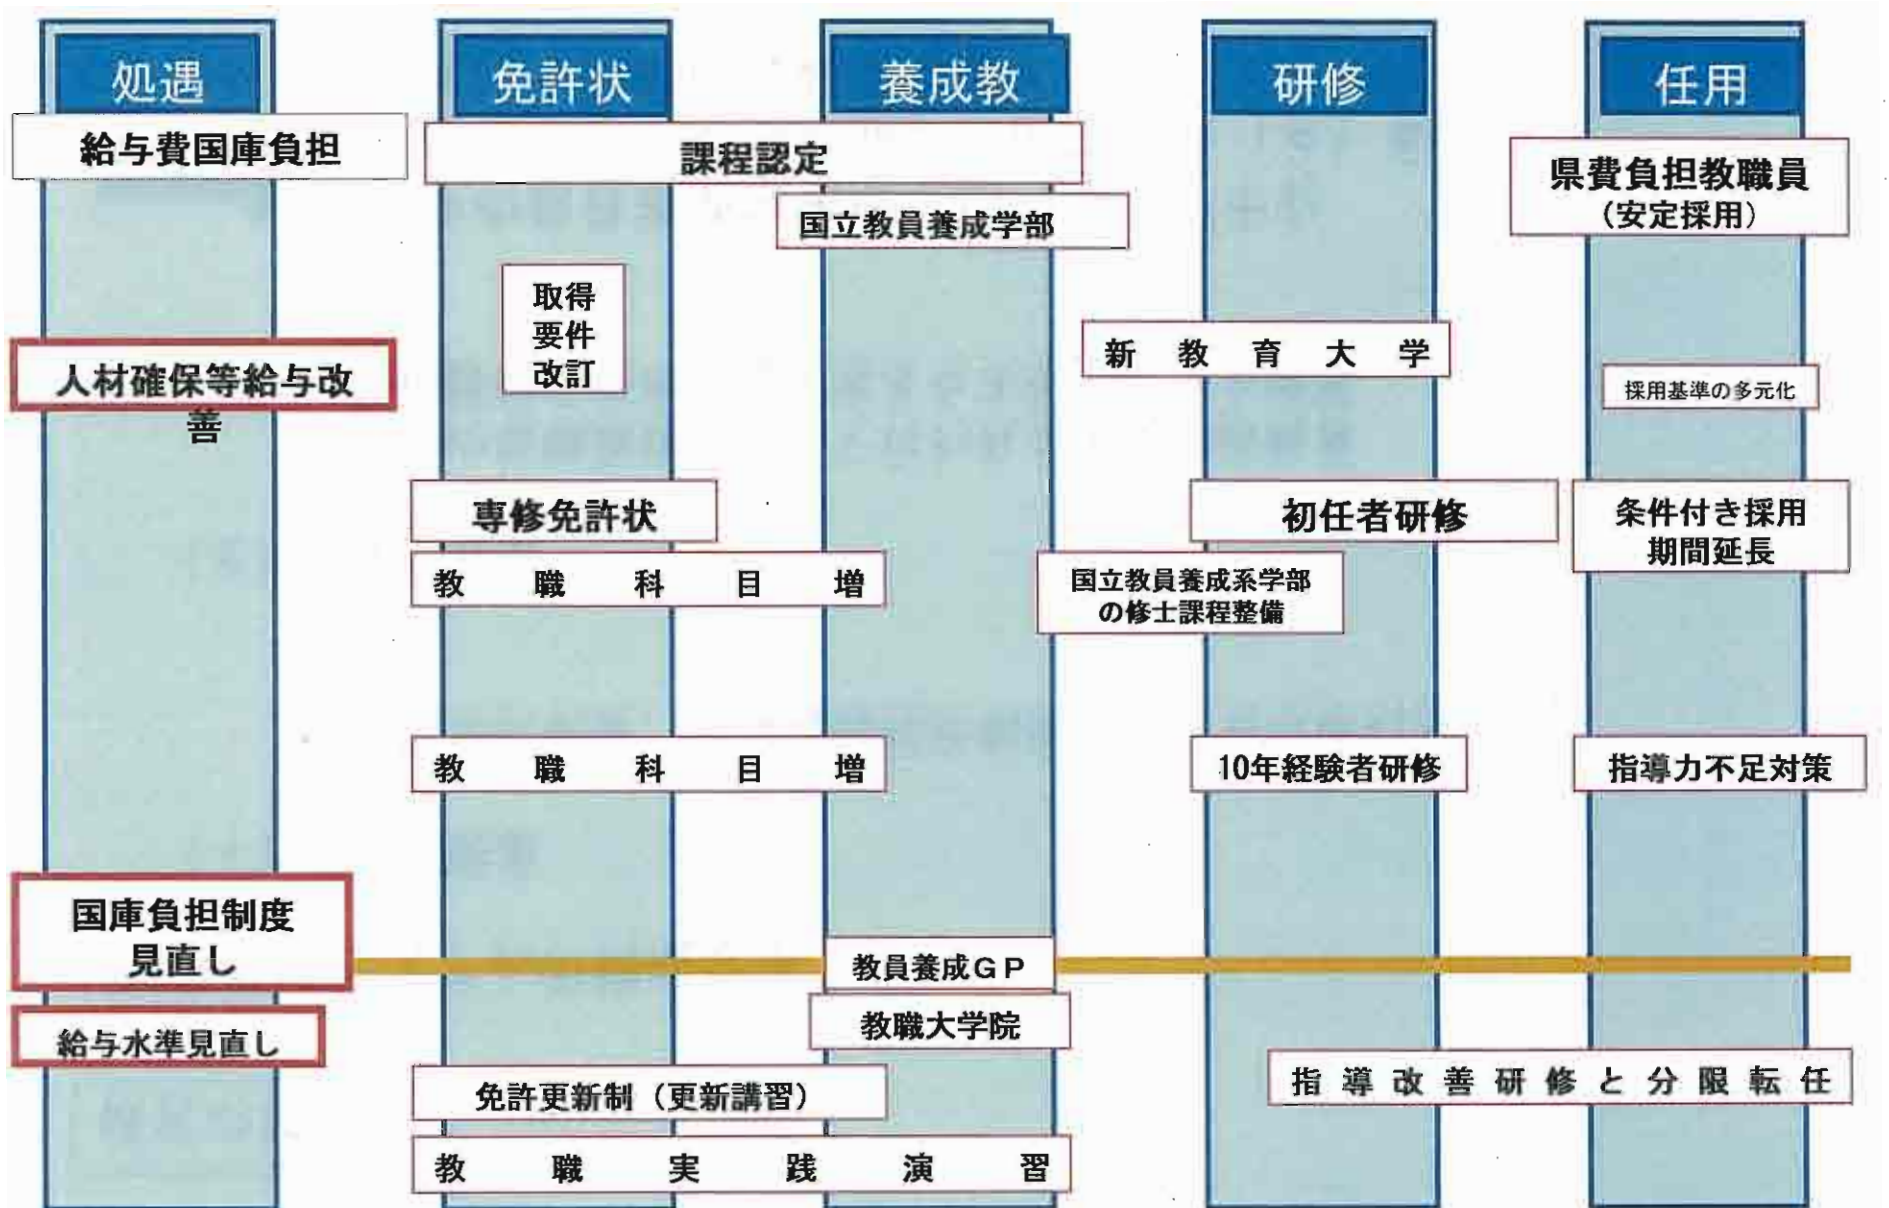 処遇
免許状
養成教
研修
任用
給与費国庫負担
課程認定
県費負担教職員
（安定採用）
国立教員養成学部
取得
要件
改訂
新教育大学
人材確保等給与改
善
採用基準の多元化
専修免許状
初任者研修
条件付き採用
期間延長
教職科目増
国立教員養成系学部
の修士課程整備
教職科目増
10年経験者研修
指導力不足対策
国庫負担制度
見直し
教員養成GP
教職大学院
給与水準見直し
指導改善研修と分限転任
免許更新制（更新講習）
教職実践演習